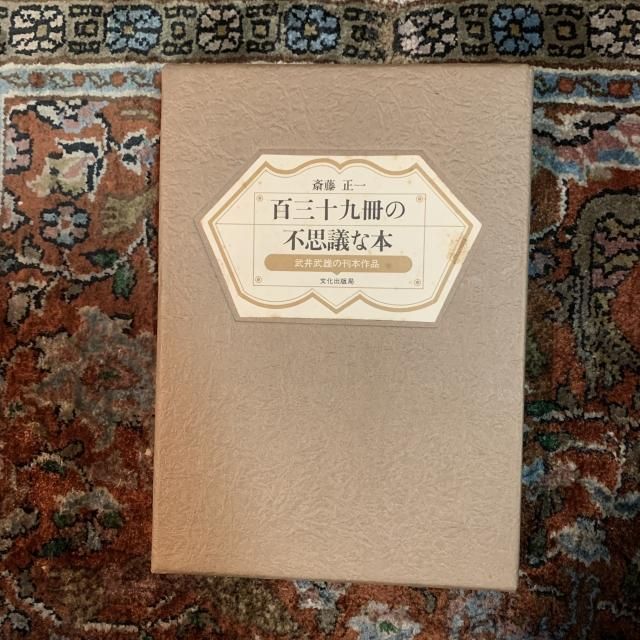 斎藤 正一
百三十九冊の
不思議な本
武井武雄の刊本作品
文化出版局